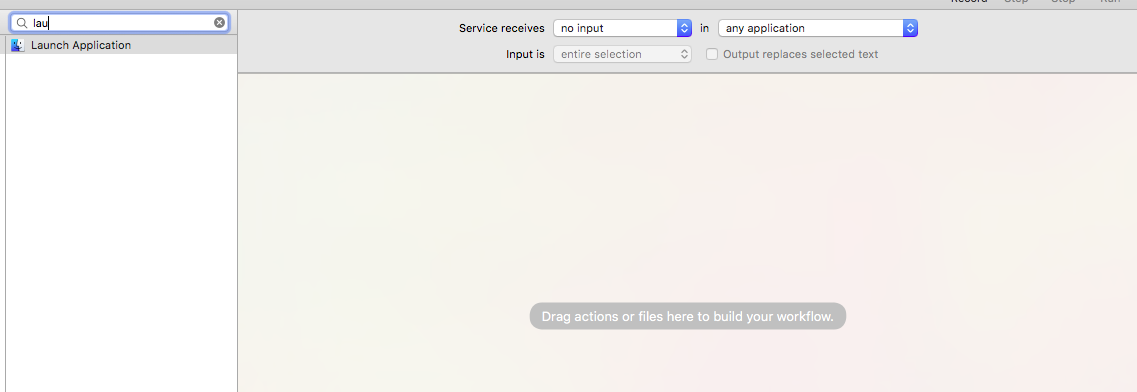 Record Step Stop Run
lau
Launch Application
Service receives no input in any application
Input is entire selection Output replaces selected text
Drag actions or files here to build your workflow.